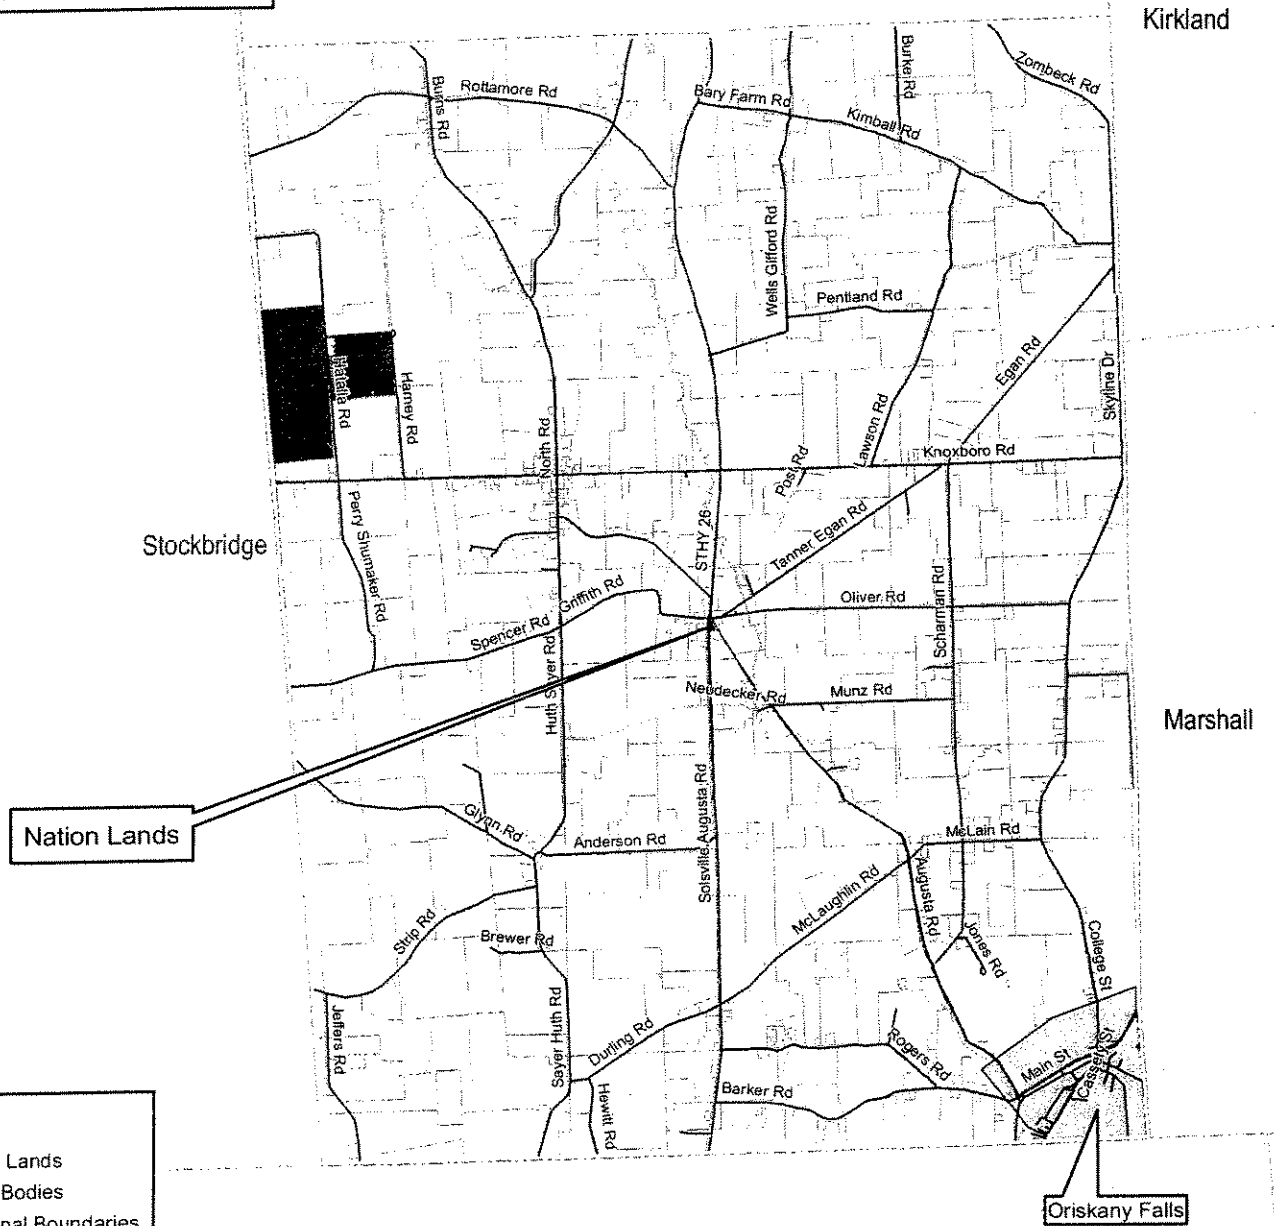 Kirkland
Burke Rd
Zombeck Rd
Burns Rd
Rottamore Rd
Bary Farm Rd
Kimball Rd
Wells Gifford Rd
Pentland Rd
Egan Rd
Skyline Dr
Harney Rd
North Rd
Lawson Rd
Post Rd
Knoxboro Rd
Perry Shumaker Rd
STHY 26
Tanner Egan Rd
Stockbridge
Griffith Rd
Oliver Rd
Scharman Rd
Spencer Rd
Huth Sayer Rd
Neudecker Rd
Munz Rd
Marshall
Solsville Augusta Rd
Nation Lands
Glynn Rd
Anderson Rd
McLain Rd
McLaughlin Rd
Augusta Rd
Strip Rd
Brewer Rd
Jones Rd
College St
Jeffers Rd
Sayer Huth Rd
Durling Rd
Rogers Rd
Main St
Cassety St
Barker Rd
Hewitt Rd
Lands
Bodies
nal Boundaries
Oriskany Falls